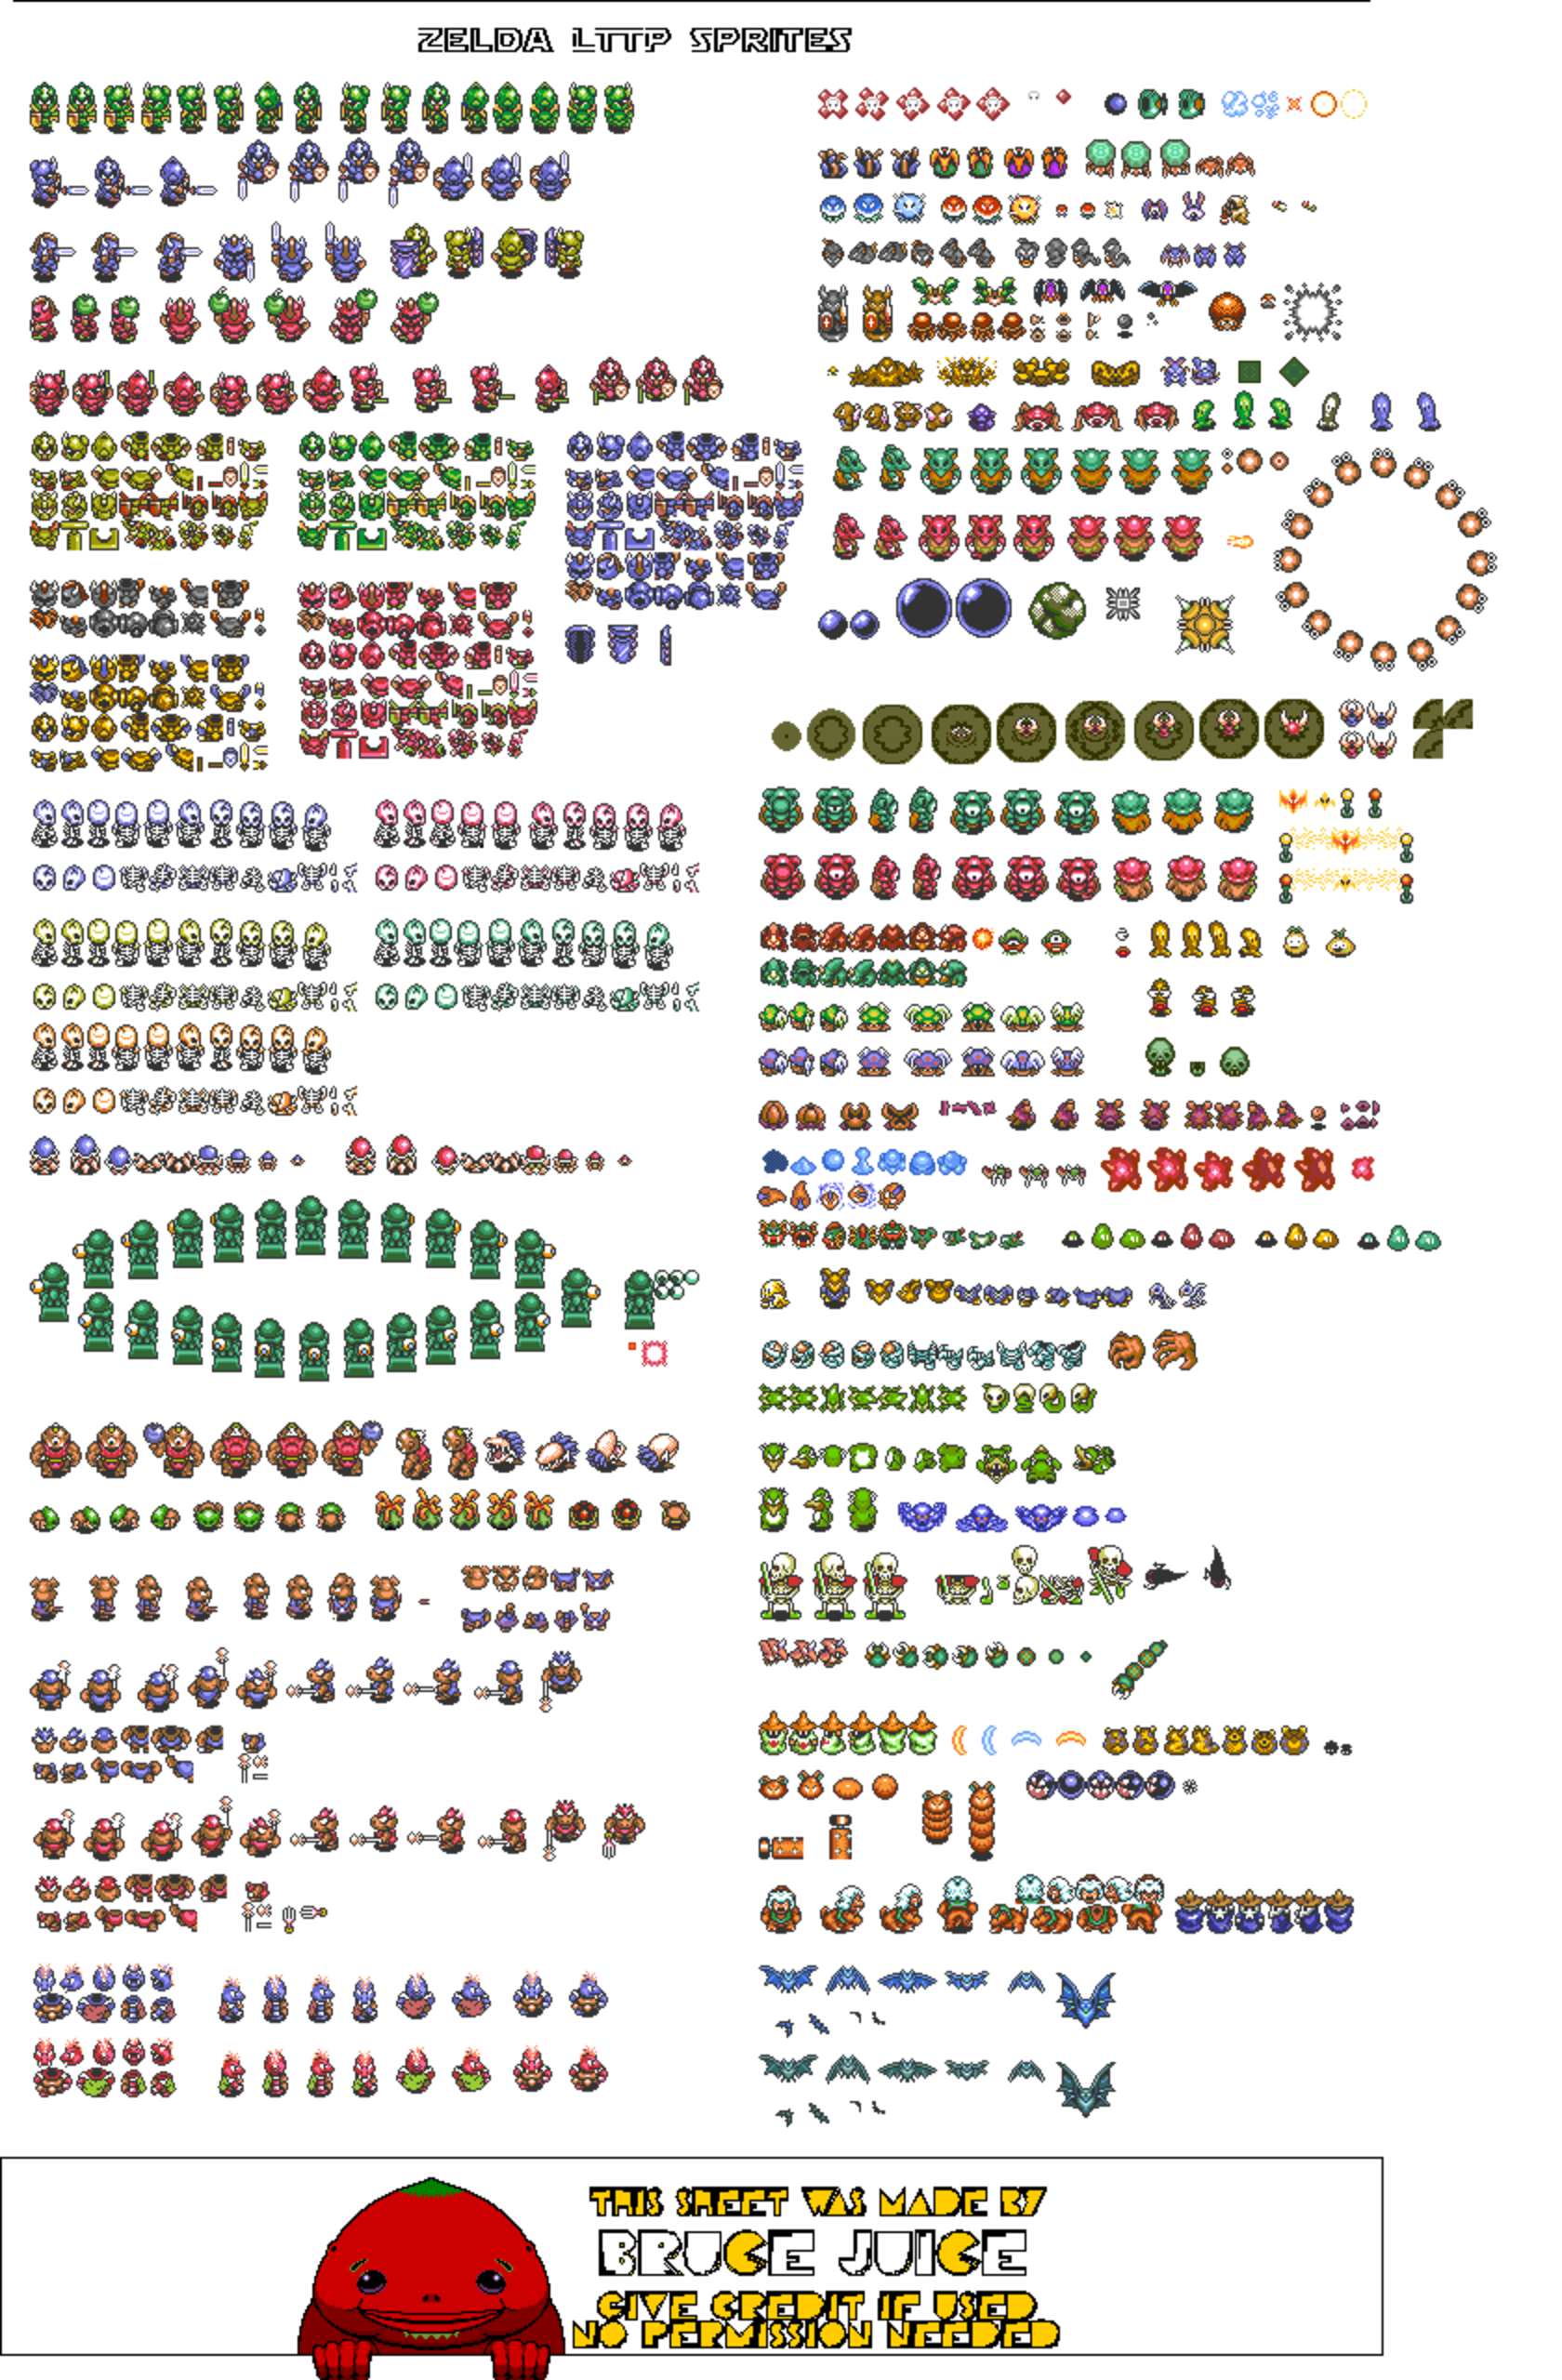 ZELDA LTTP SPRITES
THIS SHEET WAS MADE BY
BRUCE JUICE
GIVE CREDIT IF USED
NO PERMISSION NEEDED